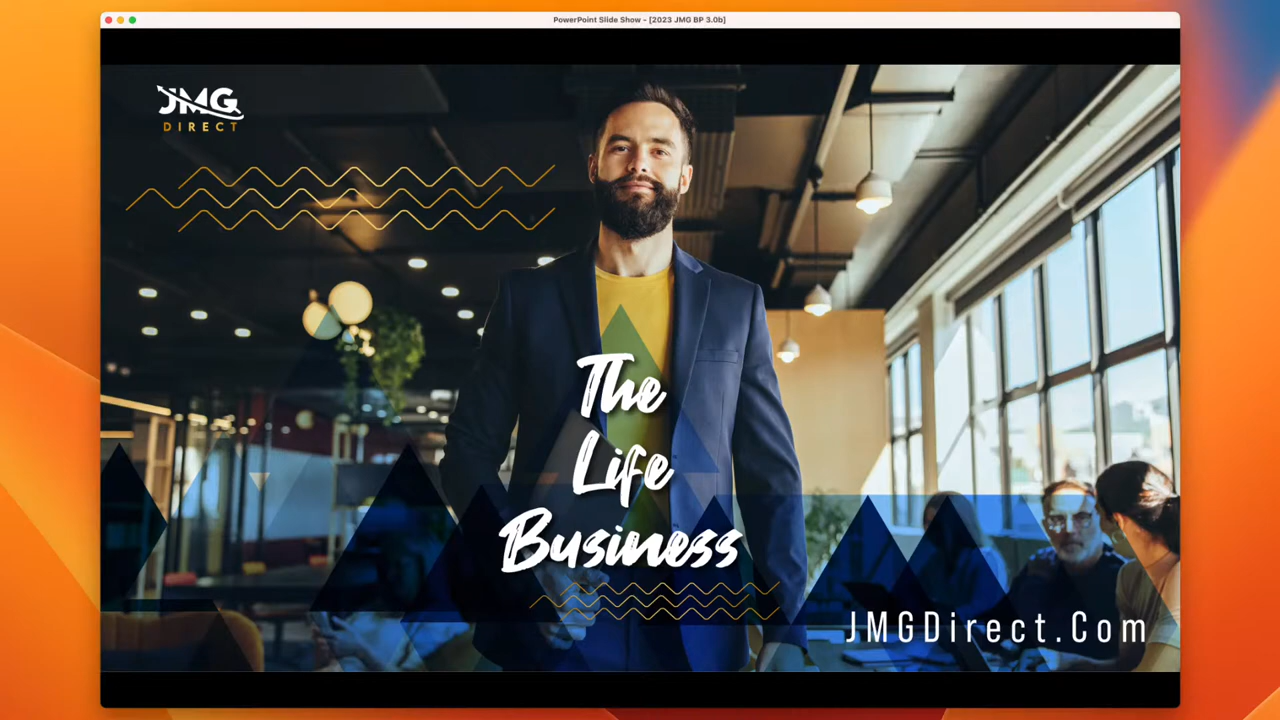 PowerPoint Slide Show - [2023 JMG BP 3.0b]
JMG
DIRECT
The
Life
Business
JMGDirect.Com